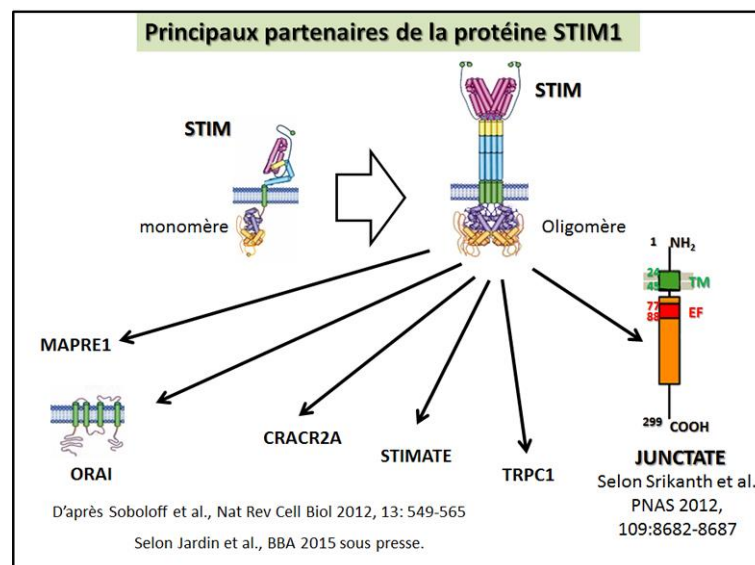 Principaux partenaires de la protéine STIM1
STIM
STIM
monomère
Oligomère
1 NH2
24
45
TM
77
88
EF
299 COOH
MAPRE1
ORAI
CRACR2A
STIMATE
TRPC1
JUNCTATE
Selon Srikanth et al.
PNAS 2012,
109:8682-8687
D'après Soboloff et al., Nat Rev Cell Biol 2012, 13: 549-565
Selon Jardin et al., BBA 2015 sous presse.